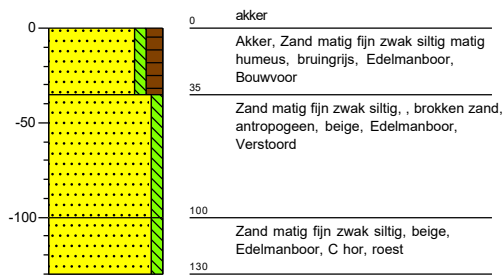 akker
0
0
Akker, Zand matig fijn zwak siltig matig
humeus, bruingrijs, Edelmanboor,
Bouwvoor
35
Zand matig fijn zwak siltig, , brokken zand,
antropogeen, beige, Edelmanboor,
Verstoord
-50
100
-100
Zand matig fijn zwak siltig, beige,
Edelmanboor, C hor, roest
130